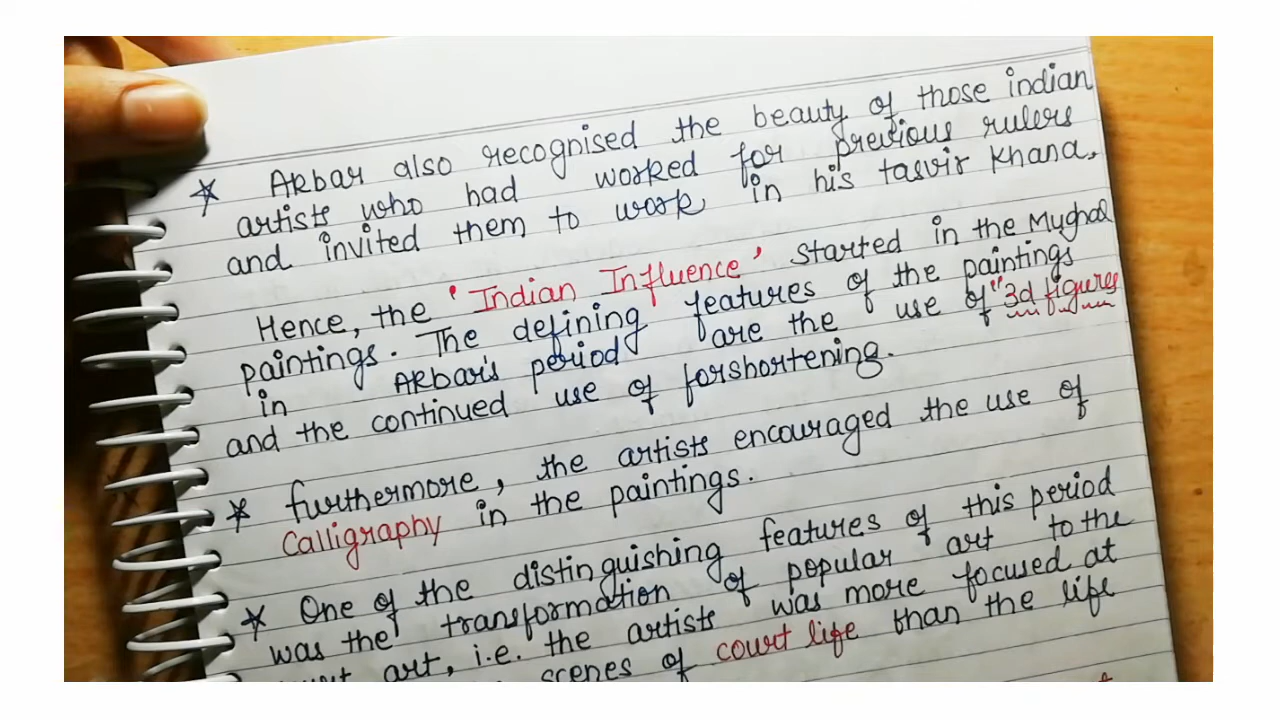 * Akbar also recognised the beauty of those indian
artists who had worked for previous rulers
and invited them to work in his tasvir khana.
Hence, the 'Indian Influence' started in the Mughal
paintings. The defining features of the paintings
in Akbar's period are the use of "3d figures
and the continued use of forshortening.
* furthermore, the artists encouraged the use of
Calligraphy in the paintings.
* One of the distinguishing features of this period
was the transformation of popular art to the
art, i.e. the artists was more focused at
scenes of court life than the life